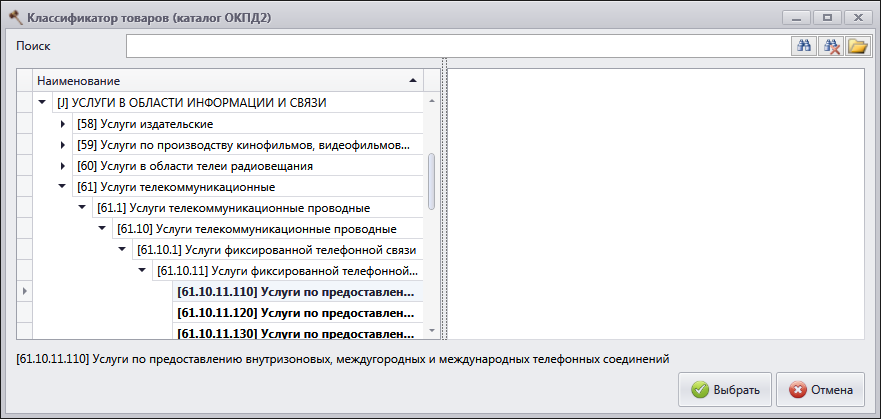 Классификатор товаров (каталог ОКПД2)
Поиск
Наименование
[J] УСЛУГИ В ОБЛАСТИ ИНФОРМАЦИИ И СВЯЗИ
[58] Услуги издательские
[59] Услуги по производству кинофильмов, видеофильмов...
[60] Услуги в области телеи радиовещания
[61] Услуги телекоммуникационные
[61.1] Услуги телекоммуникационные проводные
[61.10] Услуги телекоммуникационные проводные
[61.10.1] Услуги фиксированной телефонной связи
[61.10.11] Услуги фиксированной телефонной...
[61.10.11.110] Услуги по предоставлен...
[61.10.11.120] Услуги по предоставлен...
[61.10.11.130] Услуги по предоставлен...
[61.10.11.110] Услуги по предоставлению внутризоновых, междугородных и международных телефонных соединений
Выбрать
Отмена